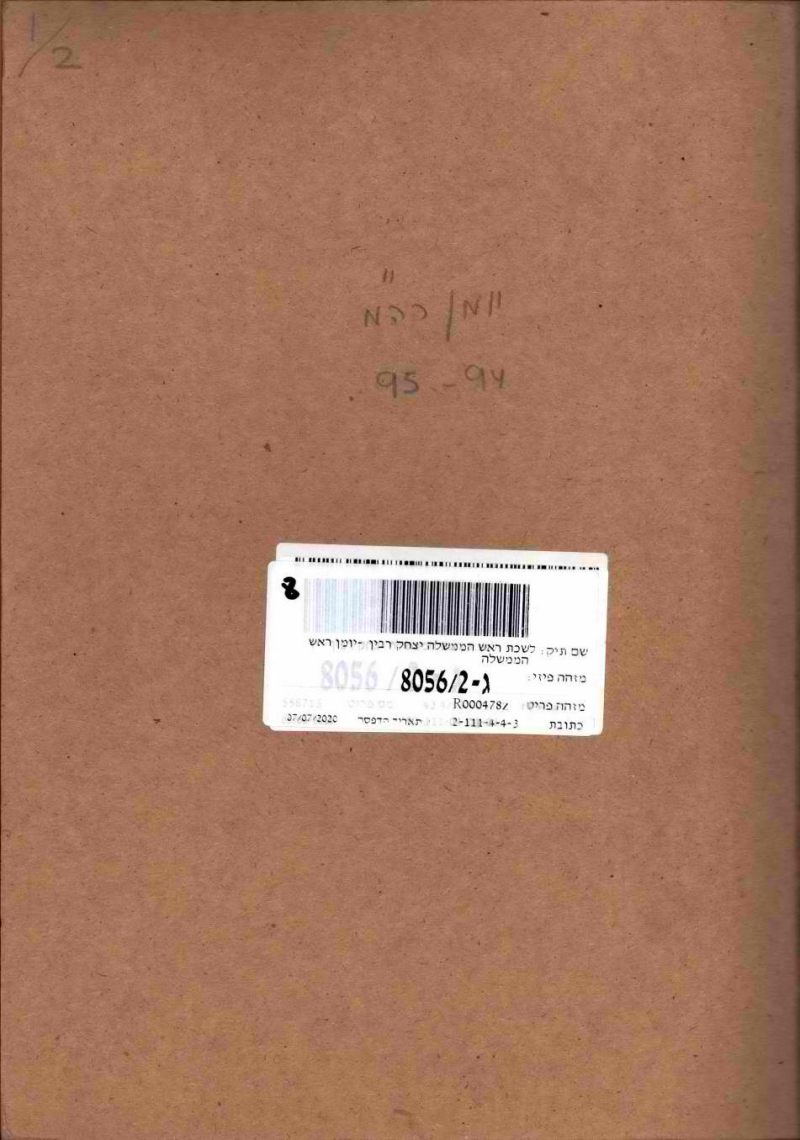 1/2
יומן רה"מ
95-94
8
שם תיק: לשכת ראש הממשלה יצחק רבין -יומן ראש
הממשלה
מזהה פיזי: ג-8056/2
מזהה פריט: R000478z
כתובת 2-111-4-4-3 תאריך הדפסה 07/07/2020